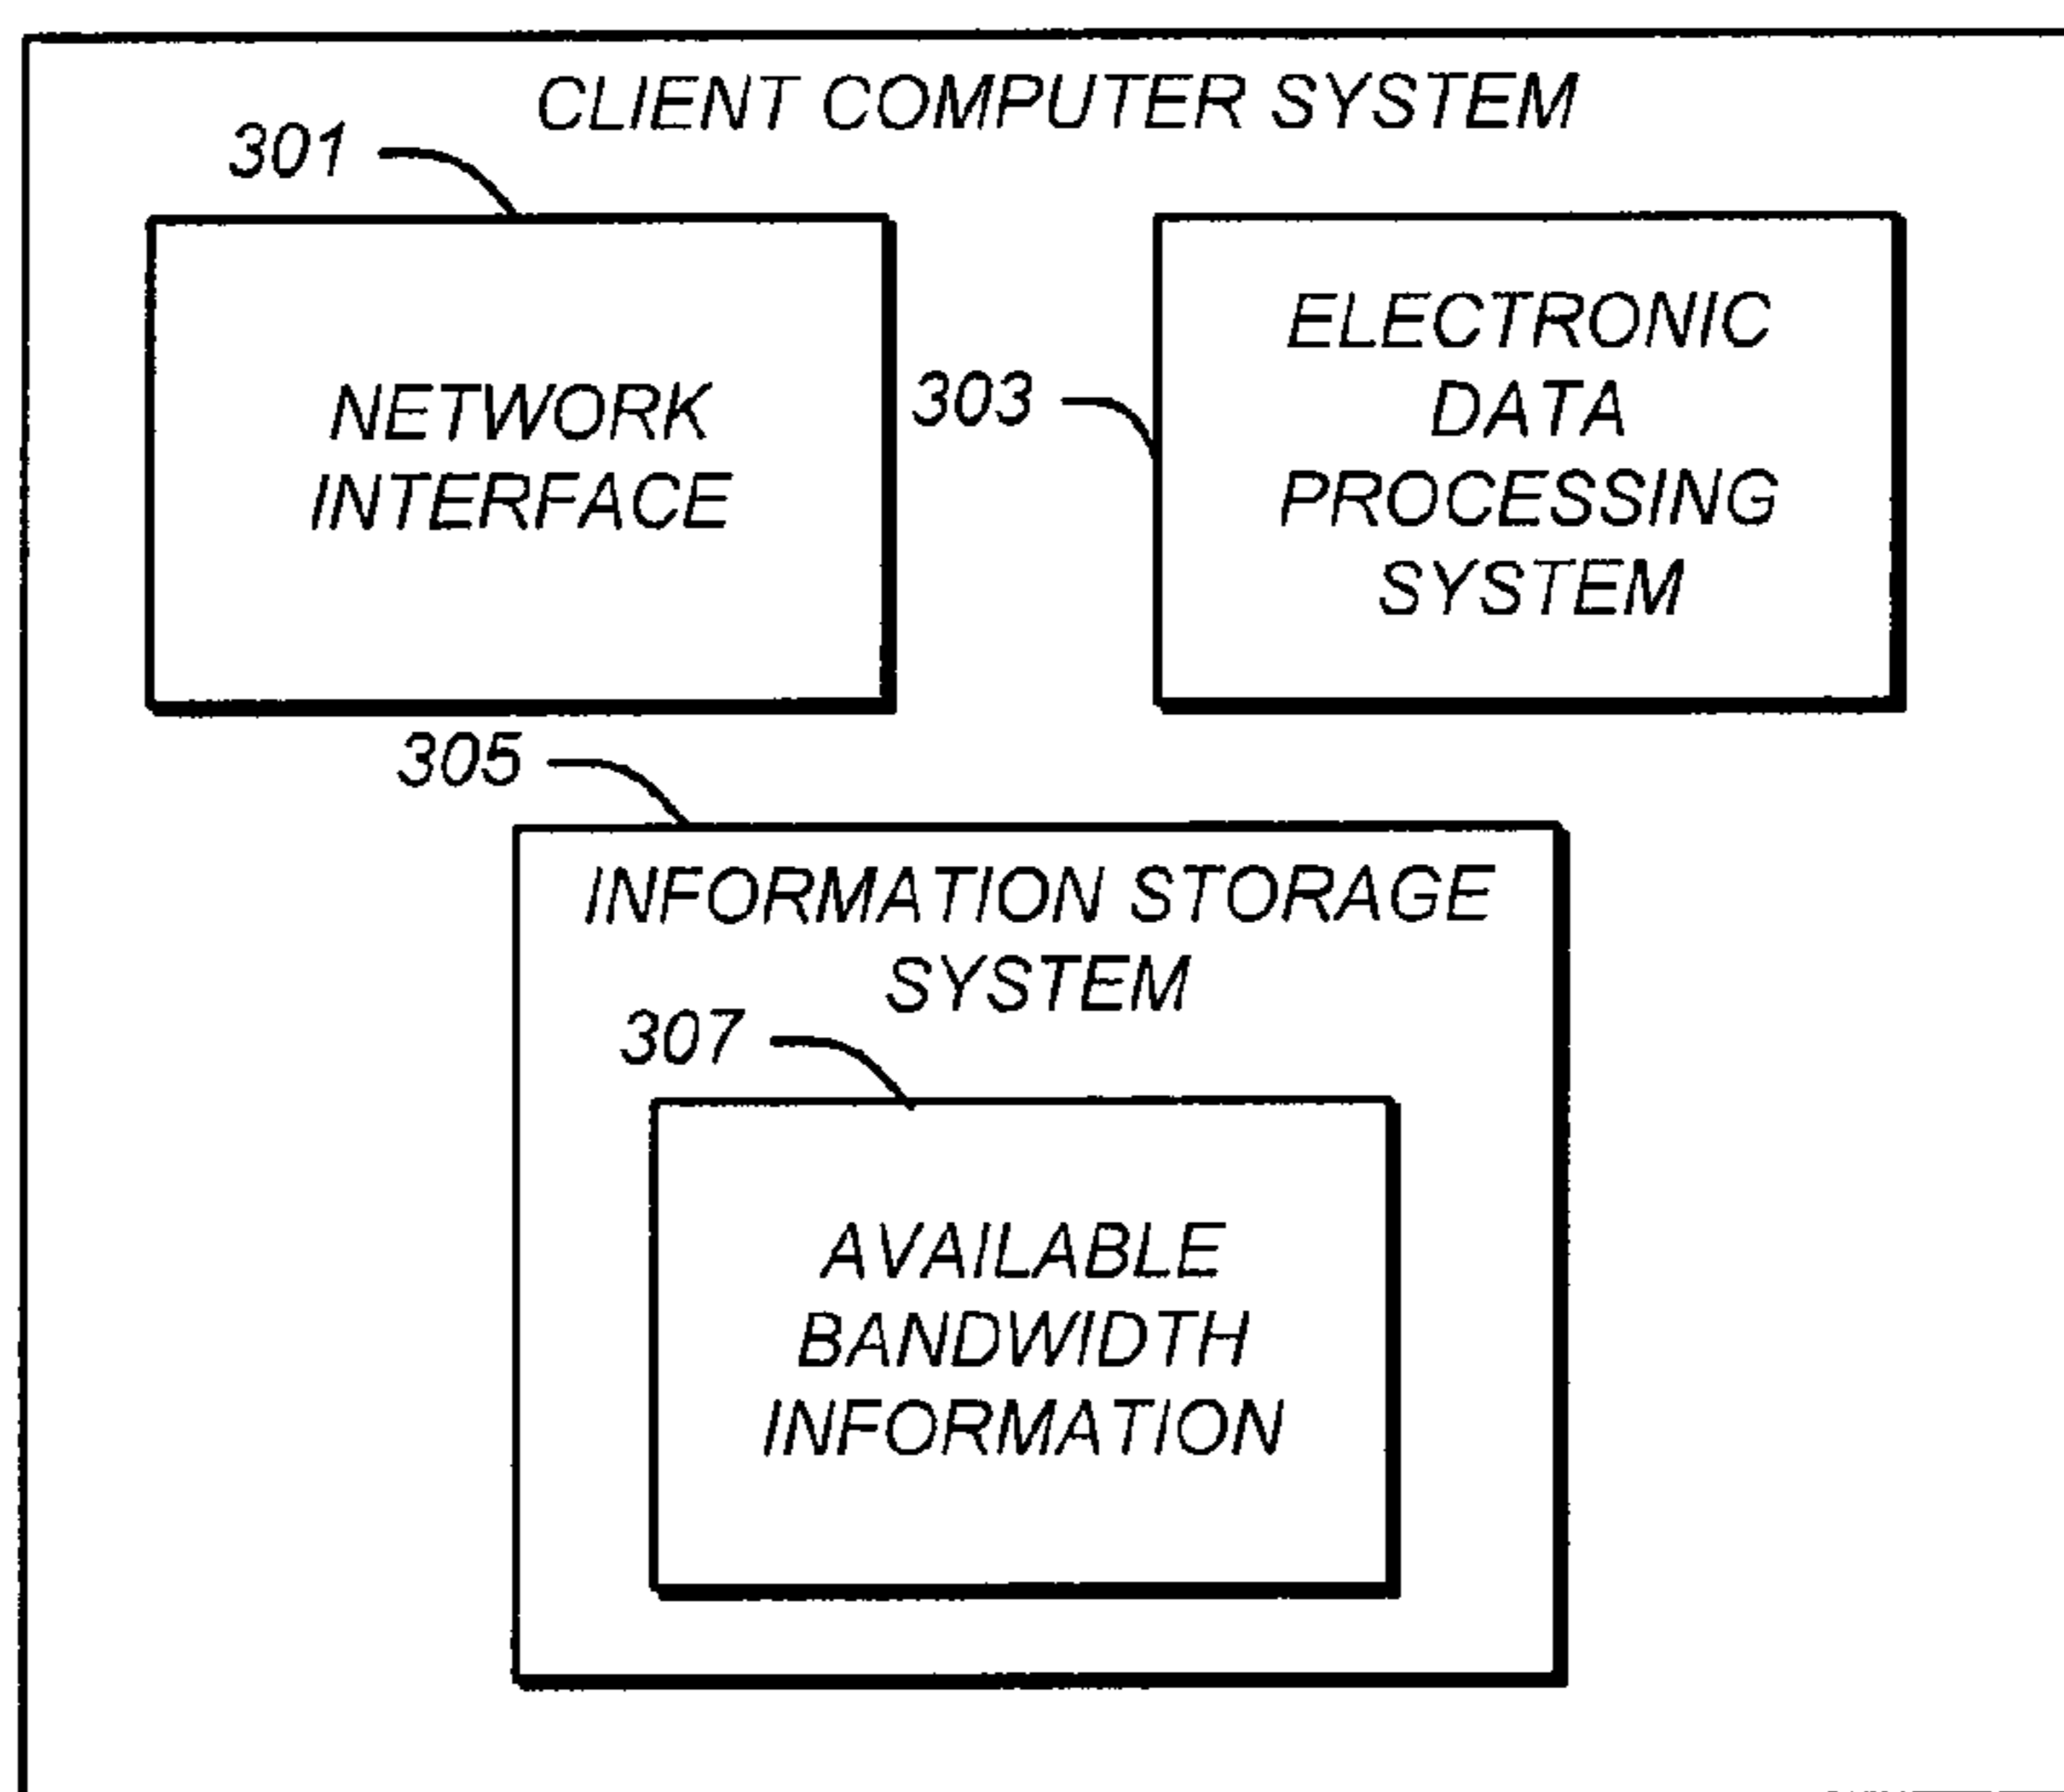 CLIENT COMPUTER SYSTEM
301
NETWORK
INTERFACE
303
ELECTRONIC
DATA
PROCESSING
SYSTEM
305
INFORMATION STORAGE
SYSTEM
307
AVAILABLE
BANDWIDTH
INFORMATION